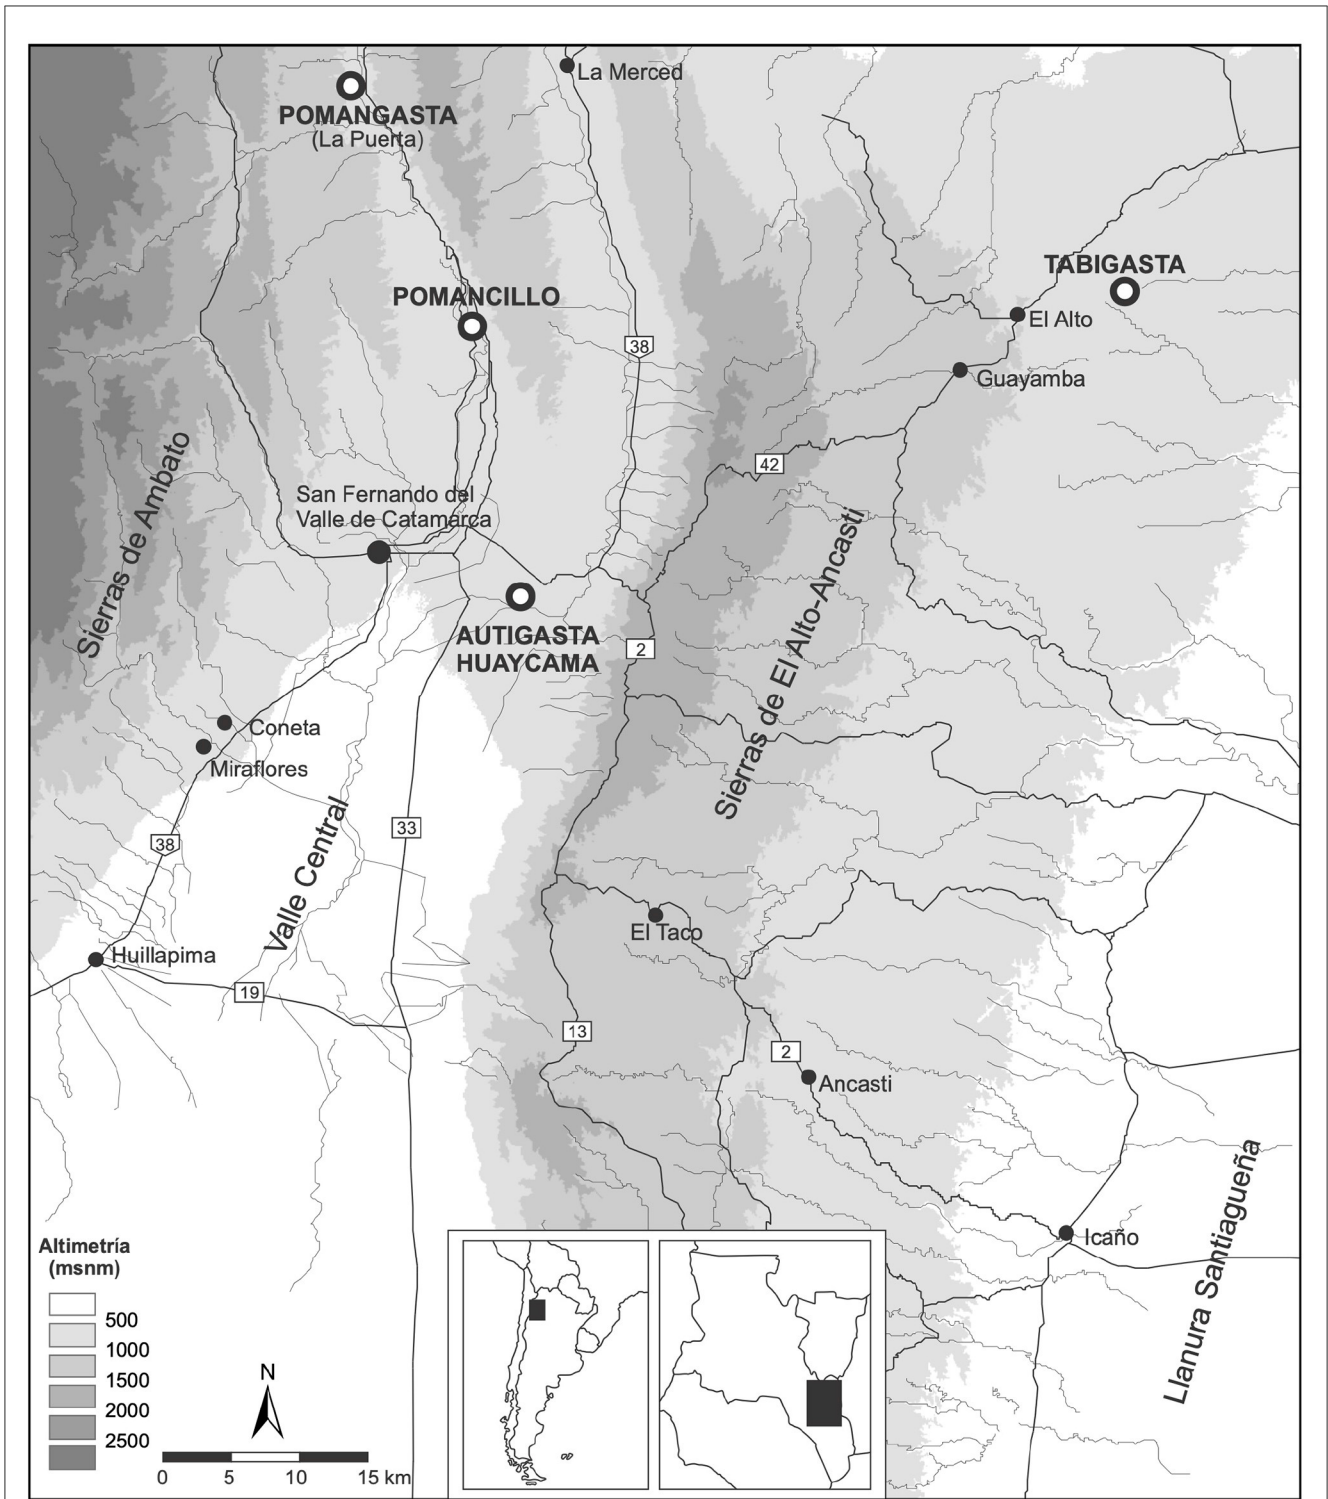 La Merced
POMANGASTA
(La Puerta)
TABIGASTA
POMANCILLO
El Alto
38
Guayamba
42
San Fernando del
Valle de Catamarca
Sierras de Ambato
Sierras de El Alto-Ancasti
AUTIGASTA
HUAYCAMA
2
Coneta
Miraflores
33
38
Valle Central
El Taco
Huillapima
19
13
2
Ancasti
Icaño
Llanura Santiagueña
Altimetría
(msnm)
500
1000
1500
2000
2500
N
0 5 10 15 km